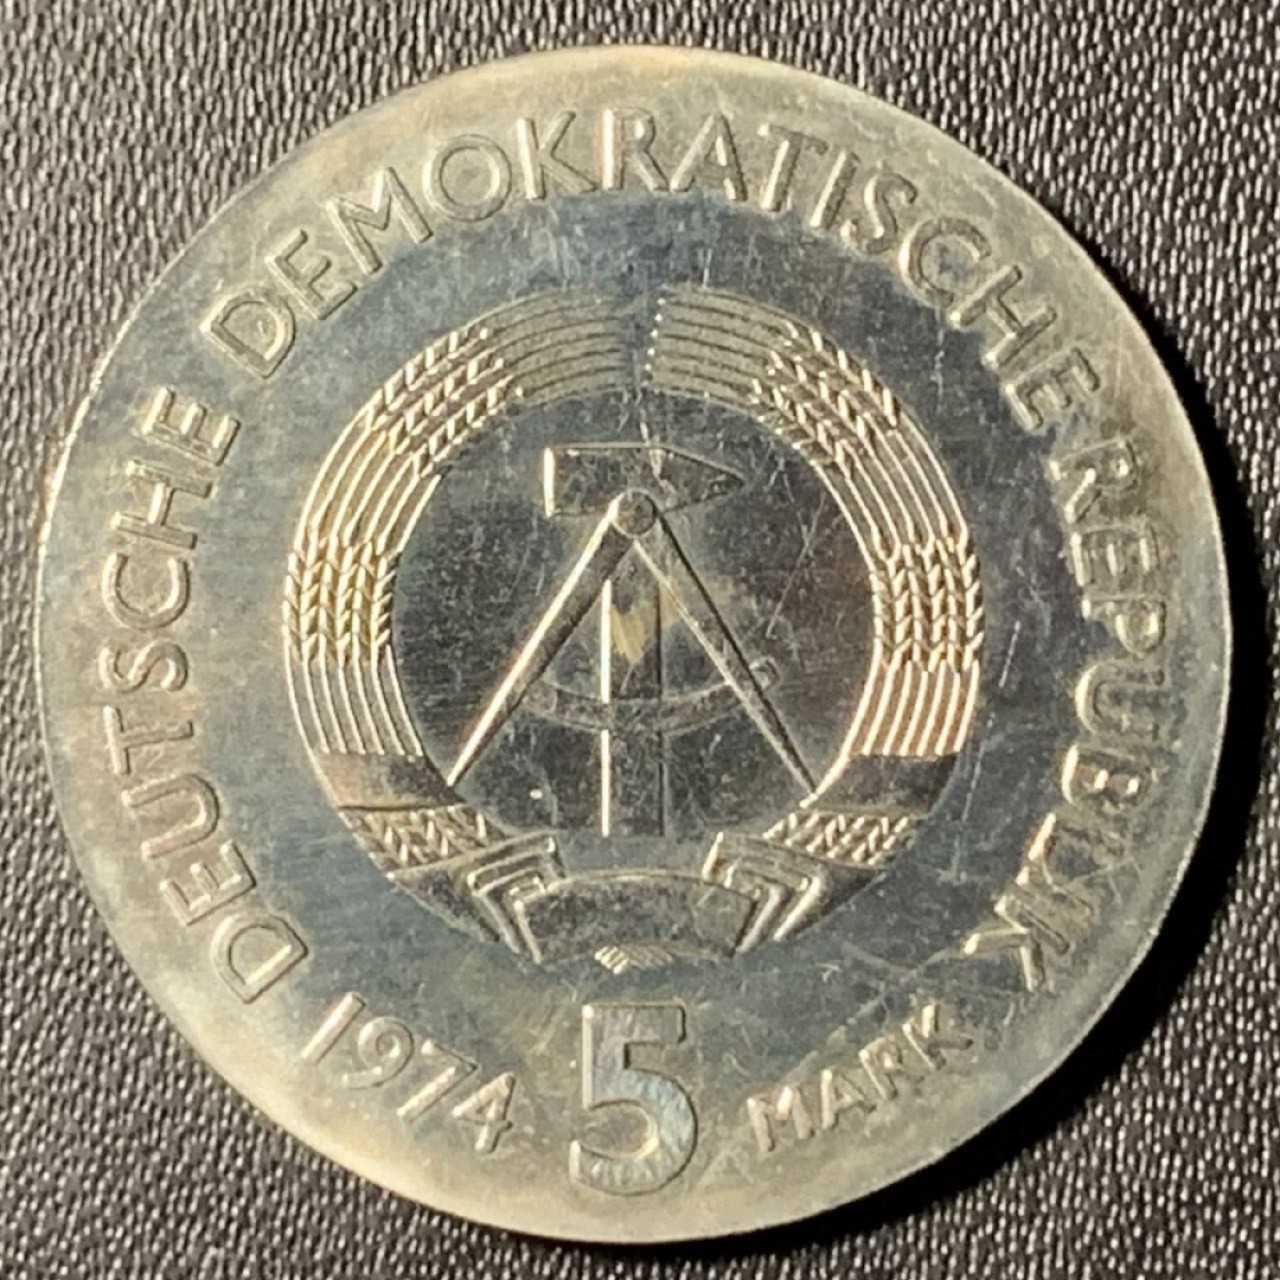 DEUTSCHE DEMOKRATISCHE REPUBLIK
1974 5 MARK